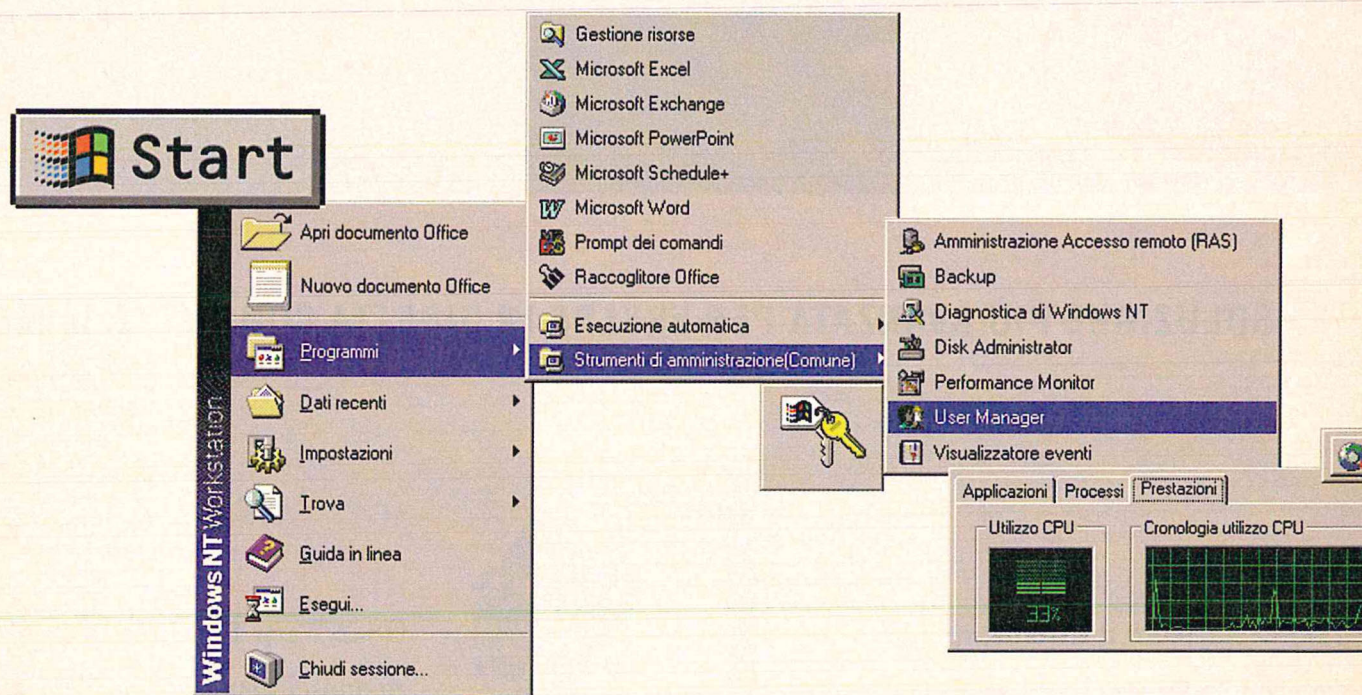 Start
Apri documento Office
Nuovo documento Office
Programmi
Dati recenti
Impostazioni
Trova
Guida in linea
Esegui...
Chiudi sessione...
Windows NT Workstation
Gestione risorse
Microsoft Excel
Microsoft Exchange
Microsoft PowerPoint
Microsoft Schedule+
Microsoft Word
Prompt dei comandi
Raccoglitore Office
Esecuzione automatica
Strumenti di amministrazione(Comune)
Amministrazione Accesso remoto (RAS)
Backup
Diagnostica di Windows NT
Disk Administrator
Performance Monitor
User Manager
Visualizzatore eventi
Applicazioni Processi Prestazioni
Utilizzo CPU Cronologia utilizzo CPU
33%